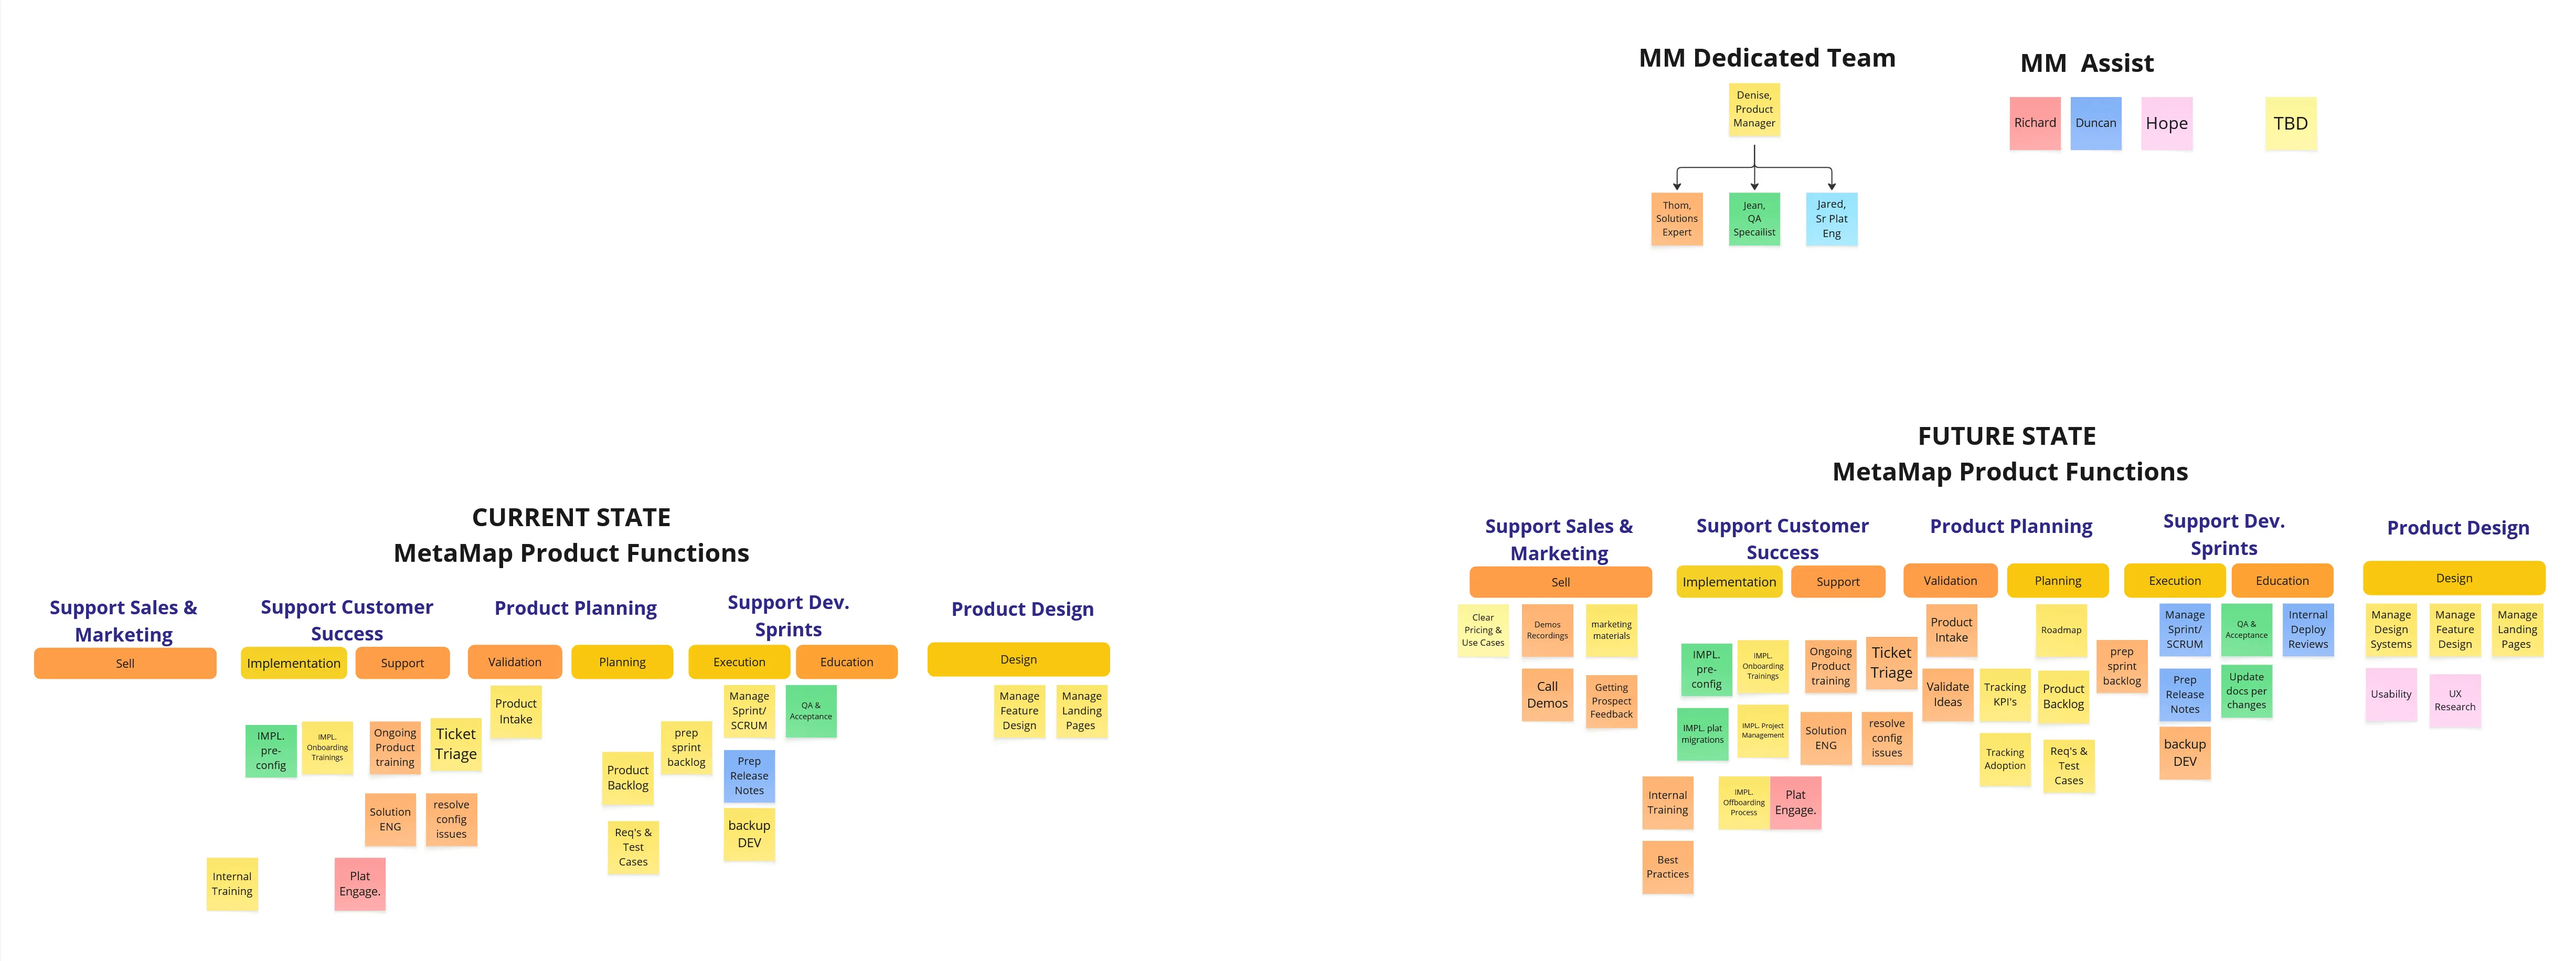 MM Dedicated Team
Denise,
Product
Manager
Thom,
Solutions
Expert
Jean,
QA
Specailist
Jared,
Sr Plat
Eng
MM Assist
Richard
Duncan
Hope
TBD
CURRENT STATE
MetaMap Product Functions
Support Sales &
Marketing
Sell
Support Customer
Success
Implementation
Support
Product Planning
Validation
Planning
Support Dev.
Sprints
Execution
Education
Product Design
Design
IMPL.
pre-
config
IMPL.
Onboarding
Trainings
Ongoing
Product
training
Ticket
Triage
Solution
ENG
resolve
config
issues
Internal
Training
Plat
Engage.
Product
Intake
Product
Backlog
prep
sprint
backlog
Req's &
Test
Cases
Manage
Sprint/
SCRUM
QA &
Acceptance
Prep
Release
Notes
backup
DEV
Manage
Feature
Design
Manage
Landing
Pages
FUTURE STATE
MetaMap Product Functions
Support Sales &
Marketing
Sell
Support Customer
Success
Implementation
Support
Product Planning
Validation
Planning
Support Dev.
Sprints
Execution
Education
Product Design
Design
Clear
Pricing &
Use Cases
Demos
Recordings
marketing
materials
Call
Demos
Getting
Prospect
Feedback
IMPL.
pre-
config
IMPL.
Onboarding
Trainings
Ongoing
Product
training
Ticket
Triage
IMPL. plat
migrations
IMPL. Project
Management
Solution
ENG
resolve
config
issues
Internal
Training
IMPL.
Offboarding
Process
Plat
Engage.
Best
Practices
Product
Intake
Roadmap
Validate
Ideas
Tracking
KPI's
Product
Backlog
prep
sprint
backlog
Tracking
Adoption
Req's &
Test
Cases
Manage
Sprint/
SCRUM
QA &
Acceptance
Internal
Deploy
Reviews
Prep
Release
Notes
Update
docs per
changes
backup
DEV
Manage
Design
Systems
Manage
Feature
Design
Manage
Landing
Pages
Usability
UX
Research